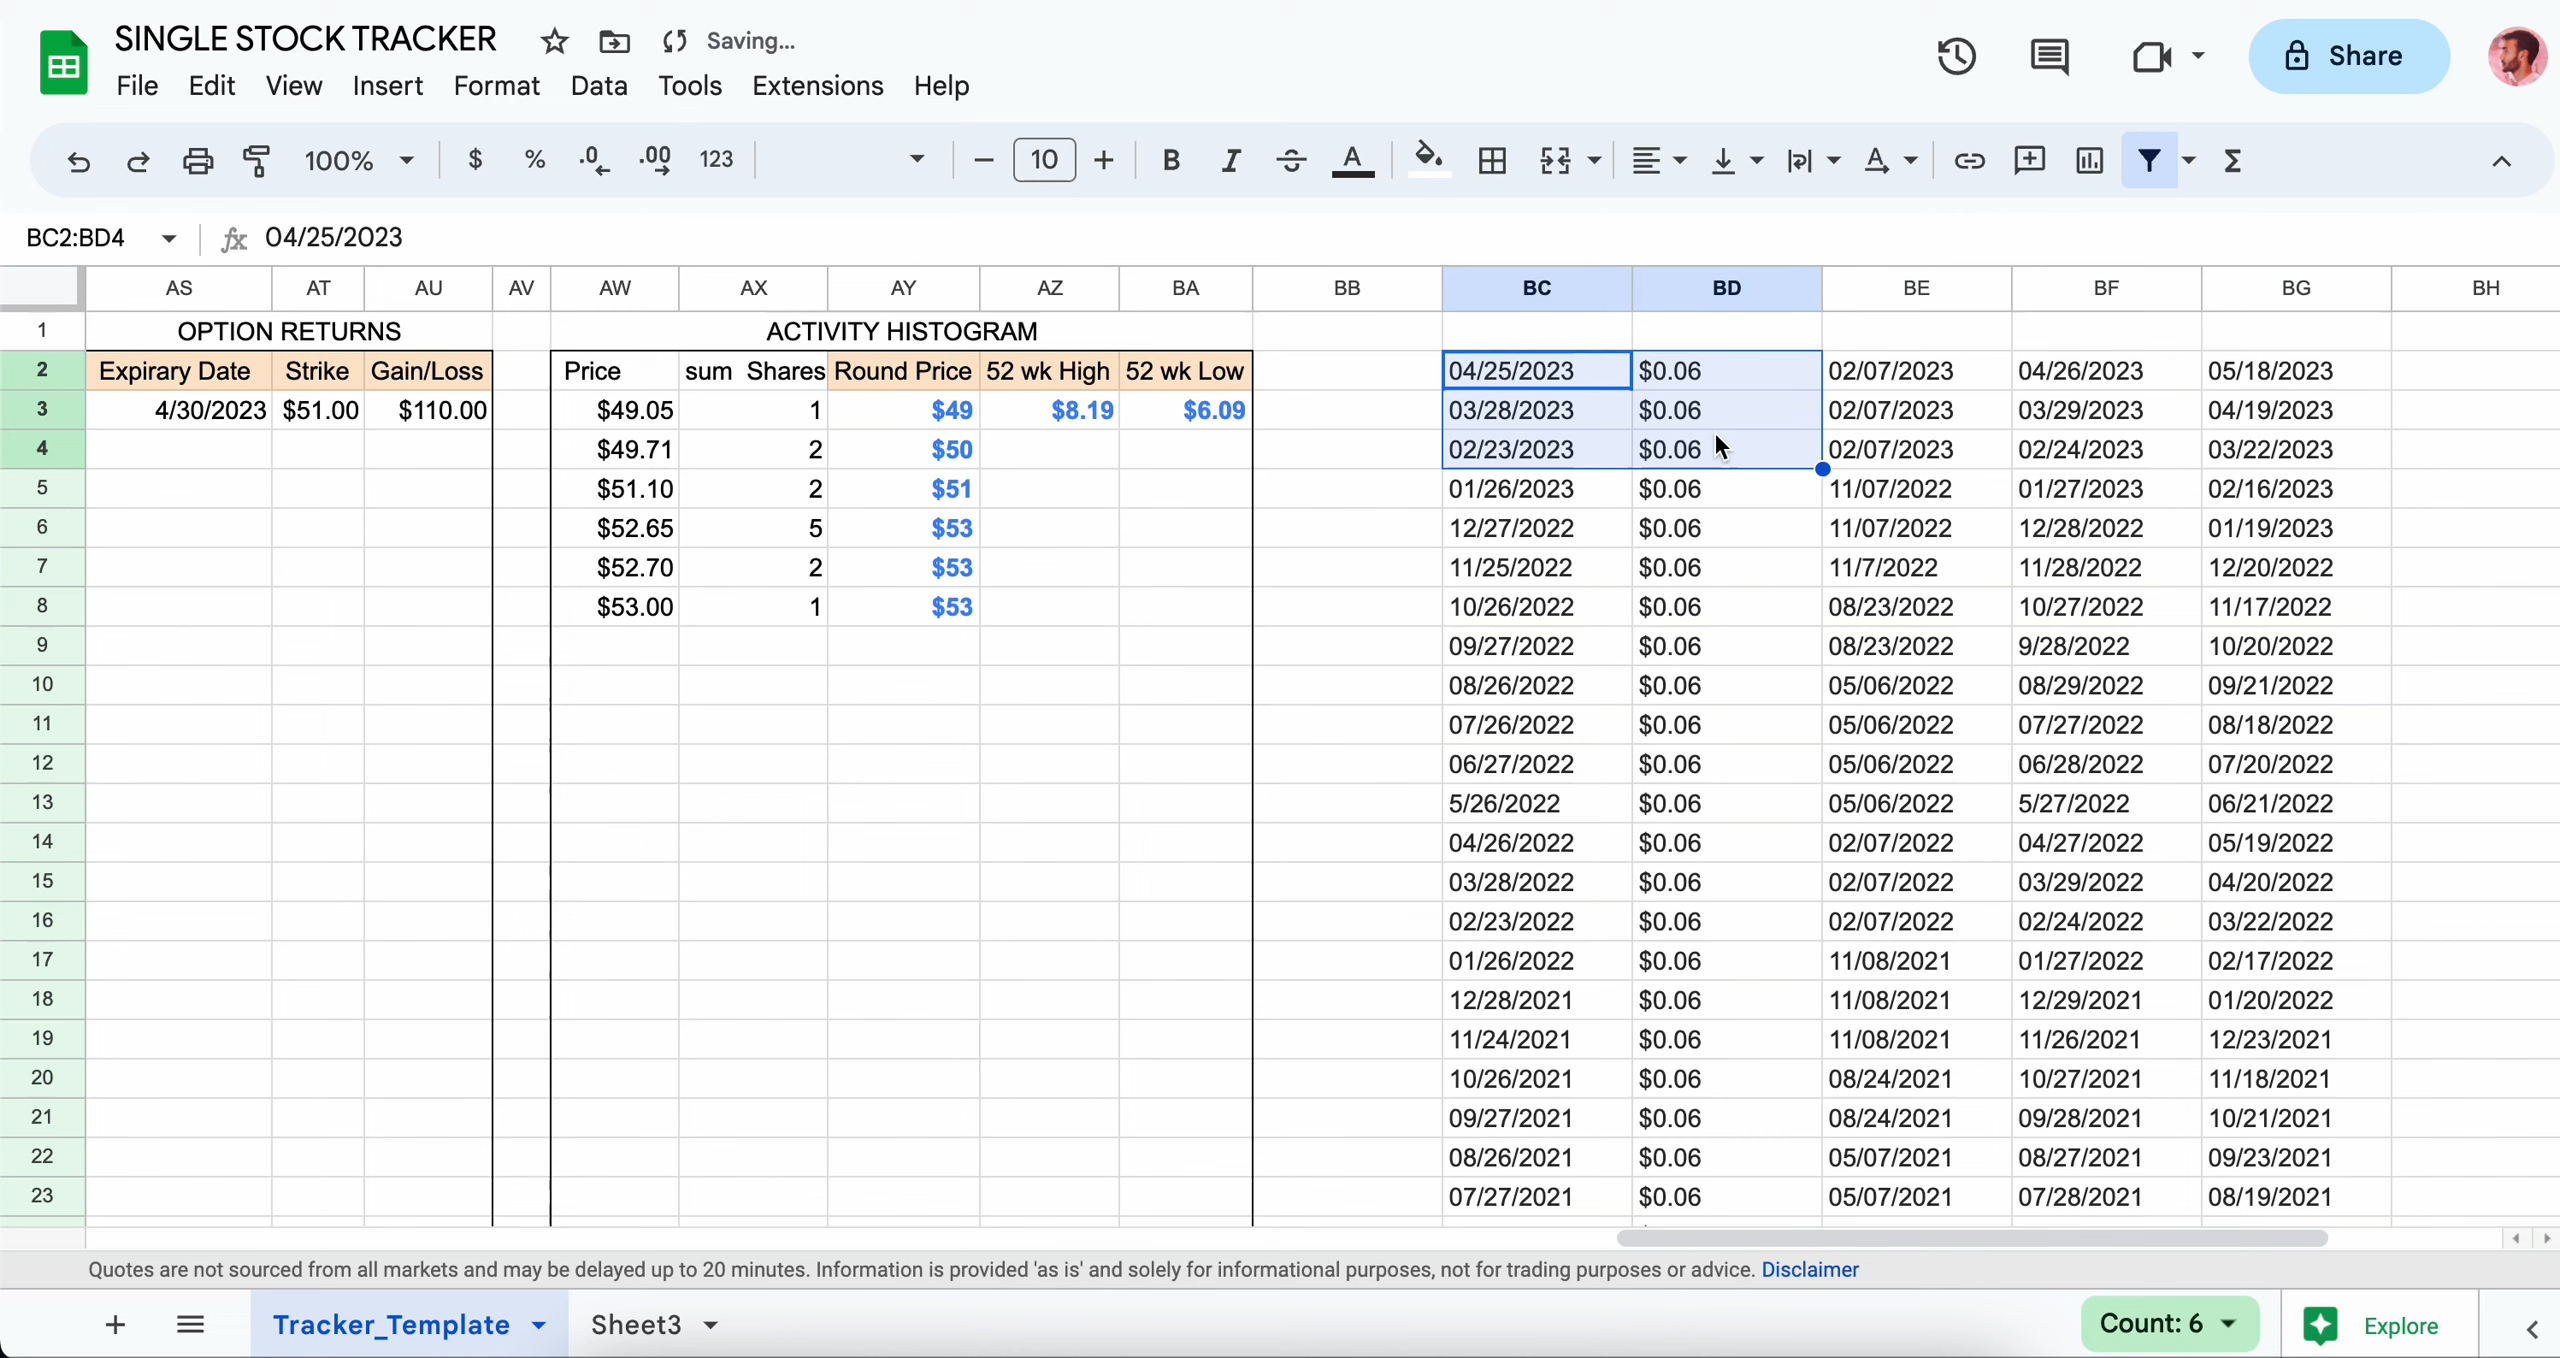 SINGLE STOCK TRACKER Saving...
File Edit View Insert Format Data Tools Extensions Help
Share
100% $ % .0 .00 123 10 B I A
BC2:BD4 fx 04/25/2023
AS AT AU AV AW AX AY AZ BA BB BC BD BE BF BG BH
1 OPTION RETURNS ACTIVITY HISTOGRAM
2 Expirary Date Strike Gain/Loss Price sum Shares Round Price 52 wk High 52 wk Low 04/25/2023 $0.06 02/07/2023 04/26/2023 05/18/2023
3 4/30/2023 $51.00 $110.00 $49.05 1 $49 $8.19 $6.09 03/28/2023 $0.06 02/07/2023 03/29/2023 04/19/2023
4 $49.71 2 $50 02/23/2023 $0.06 02/07/2023 02/24/2023 03/22/2023
5 $51.10 2 $51 01/26/2023 $0.06 11/07/2022 01/27/2023 02/16/2023
6 $52.65 5 $53 12/27/2022 $0.06 11/07/2022 12/28/2022 01/19/2023
7 $52.70 2 $53 11/25/2022 $0.06 11/7/2022 11/28/2022 12/20/2022
8 $53.00 1 $53 10/26/2022 $0.06 08/23/2022 10/27/2022 11/17/2022
9 09/27/2022 $0.06 08/23/2022 9/28/2022 10/20/2022
10 08/26/2022 $0.06 05/06/2022 08/29/2022 09/21/2022
11 07/26/2022 $0.06 05/06/2022 07/27/2022 08/18/2022
12 06/27/2022 $0.06 05/06/2022 06/28/2022 07/20/2022
13 5/26/2022 $0.06 05/06/2022 5/27/2022 06/21/2022
14 04/26/2022 $0.06 02/07/2022 04/27/2022 05/19/2022
15 03/28/2022 $0.06 02/07/2022 03/29/2022 04/20/2022
16 02/23/2022 $0.06 02/07/2022 02/24/2022 03/22/2022
17 01/26/2022 $0.06 11/08/2021 01/27/2022 02/17/2022
18 12/28/2021 $0.06 11/08/2021 12/29/2021 01/20/2022
19 11/24/2021 $0.06 11/08/2021 11/26/2021 12/23/2021
20 10/26/2021 $0.06 08/24/2021 10/27/2021 11/18/2021
21 09/27/2021 $0.06 08/24/2021 09/28/2021 10/21/2021
22 08/26/2021 $0.06 05/07/2021 08/27/2021 09/23/2021
23 07/27/2021 $0.06 05/07/2021 07/28/2021 08/19/2021
Quotes are not sourced from all markets and may be delayed up to 20 minutes. Information is provided 'as is' and solely for informational purposes, not for trading purposes or advice. Disclaimer
Tracker_Template Sheet3 Count: 6 Explore